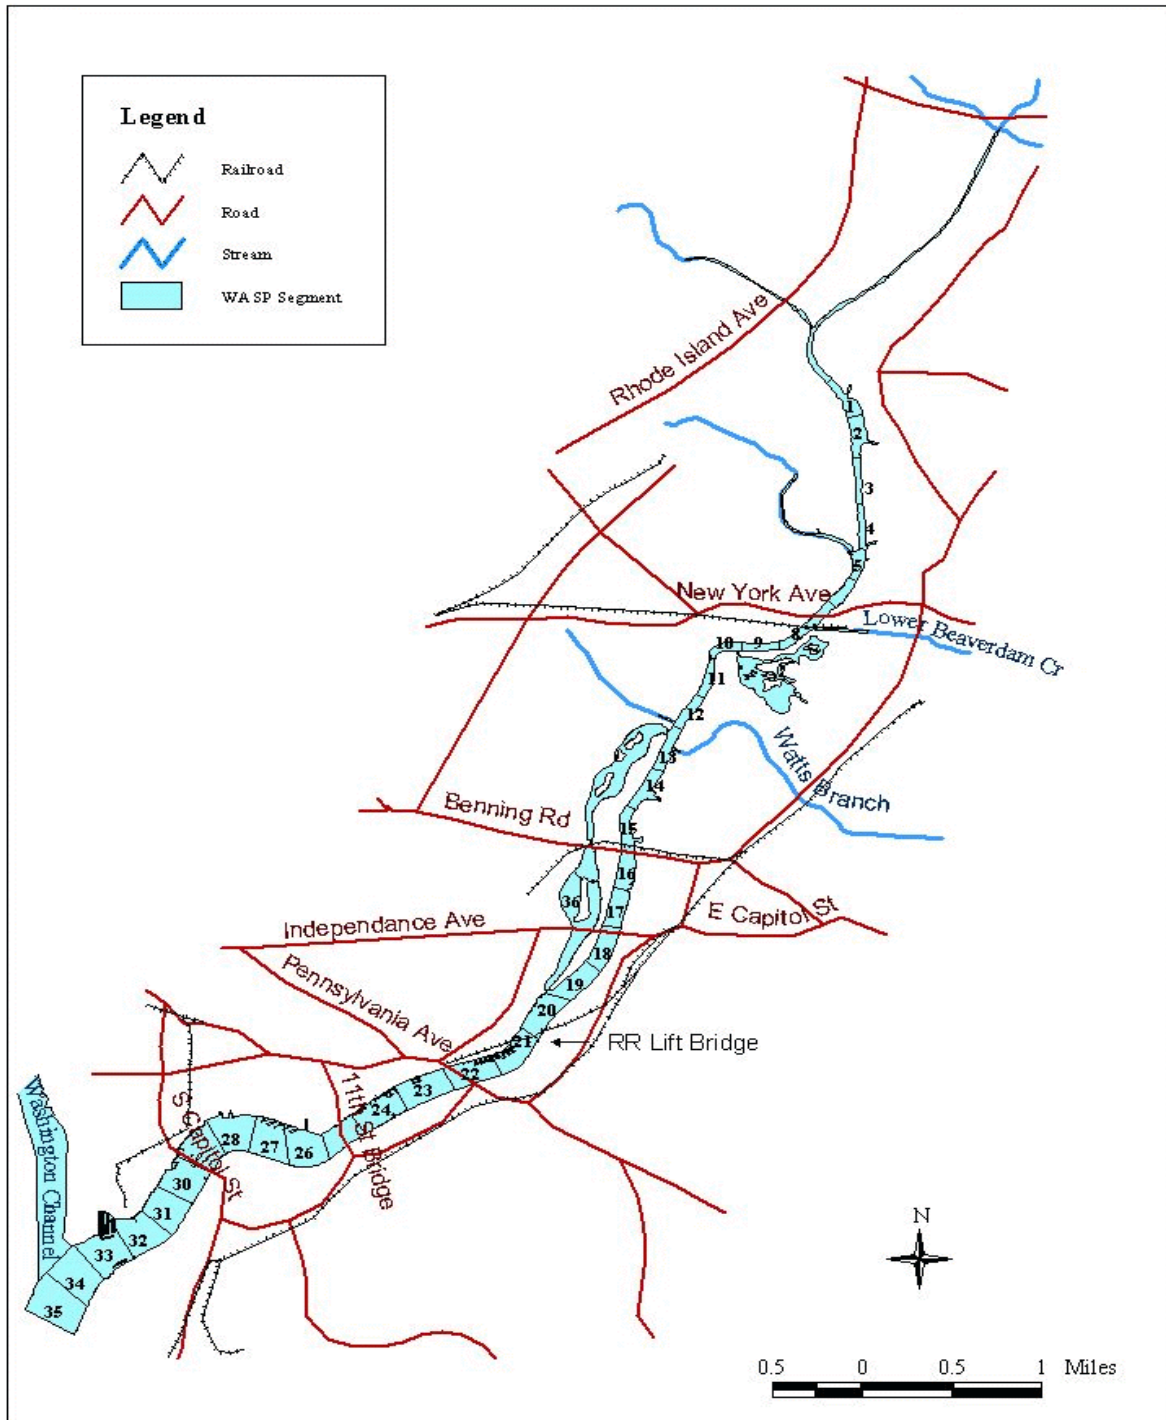 Legend
Railroad
Road
Stream
WASP Segment
Rhode Island Ave
1
2
3
4
5
New York Ave
Lower Beaverdam Cr
8
9
10
11
12
13
14
Watts Branch
Benning Rd
15
16
36
17
E Capitol St
Independance Ave
18
19
Pennsylvania Ave
20
21
RR Lift Bridge
22
23
24
11th St Bridge
Washington Channel
S Capitol St
28
27
26
30
31
32
33
34
35
N
0.5 0 0.5 1 Miles